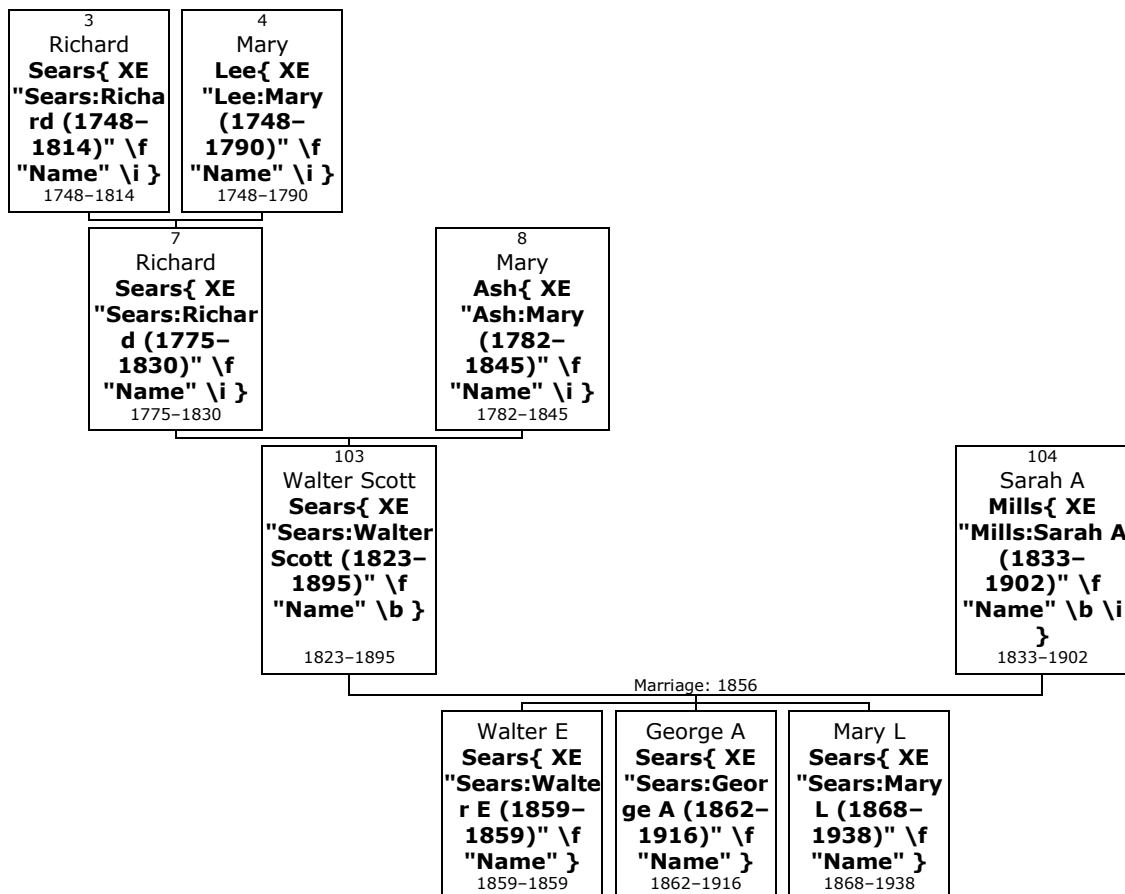 3
Richard
Sears{ XE
"Sears:Richa
rd (1748–
1814)" \f
"Name" \i }
1748–1814
4
Mary
Lee{ XE
"Lee:Mary
(1748–
1790)" \f
"Name" \i }
1748–1790
7
Richard
Sears{ XE
"Sears:Richar
d (1775–
1830)" \f
"Name" \i }
1775–1830
8
Mary
Ash{ XE
"Ash:Mary
(1782–
1845)" \f
"Name" \i }
1782–1845
103
Walter Scott
Sears{ XE
"Sears:Walter
Scott (1823–
1895)" \f
"Name" \b }
1823–1895
104
Sarah A
Mills{ XE
"Mills:Sarah A
(1833–
1902)" \f
"Name" \b \i
}
1833–1902
Marriage: 1856
Walter E
Sears{ XE
"Sears:Walte
r E (1859–
1859)" \f
"Name" }
1859–1859
George A
Sears{ XE
"Sears:Geor
ge A (1862–
1916)" \f
"Name" }
1862–1916
Mary L
Sears{ XE
"Sears:Mary
L (1868–
1938)" \f
"Name" }
1868–1938